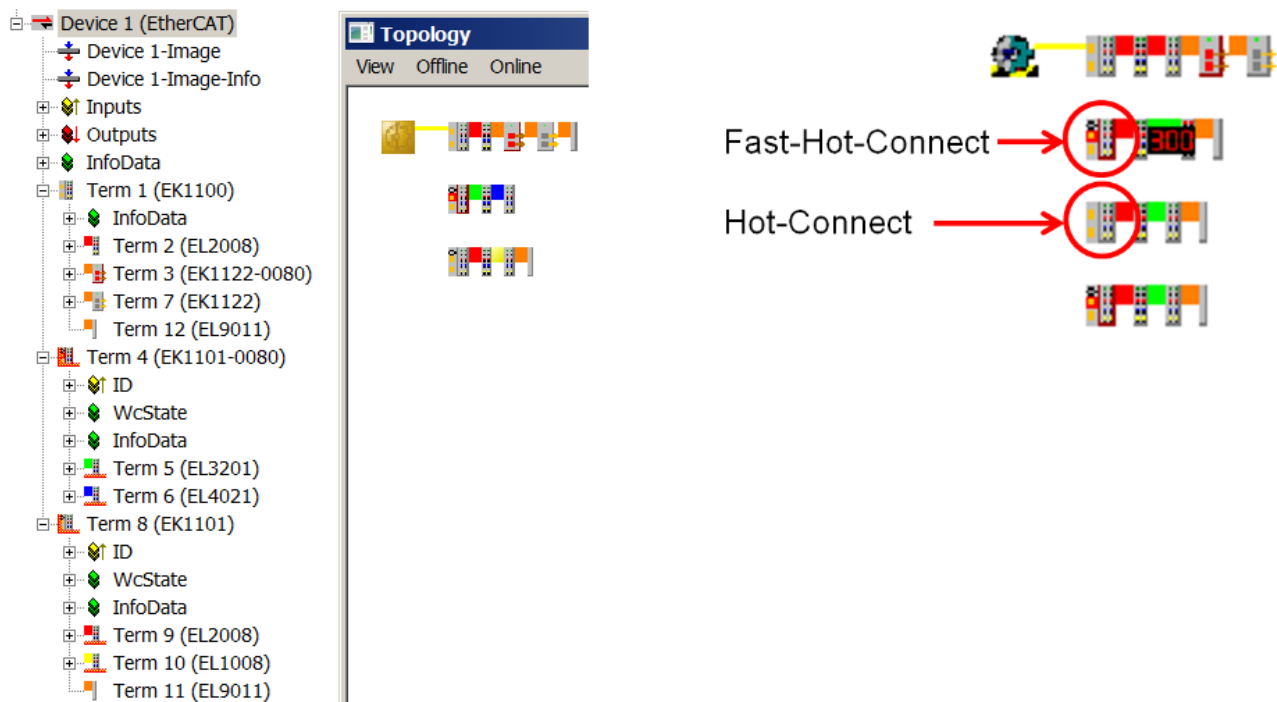 Device 1 (EtherCAT)
Device 1-Image
Device 1-Image-Info
Inputs
Outputs
InfoData
Term 1 (EK1100)
InfoData
Term 2 (EL2008)
Term 3 (EK1122-0080)
Term 7 (EK1122)
Term 12 (EL9011)
Term 4 (EK1101-0080)
ID
WcState
InfoData
Term 5 (EL3201)
Term 6 (EL4021)
Term 8 (EK1101)
ID
WcState
InfoData
Term 9 (EL2008)
Term 10 (EL1008)
Term 11 (EL9011)
Topology
View Offline Online
Fast-Hot-Connect
300
Hot-Connect